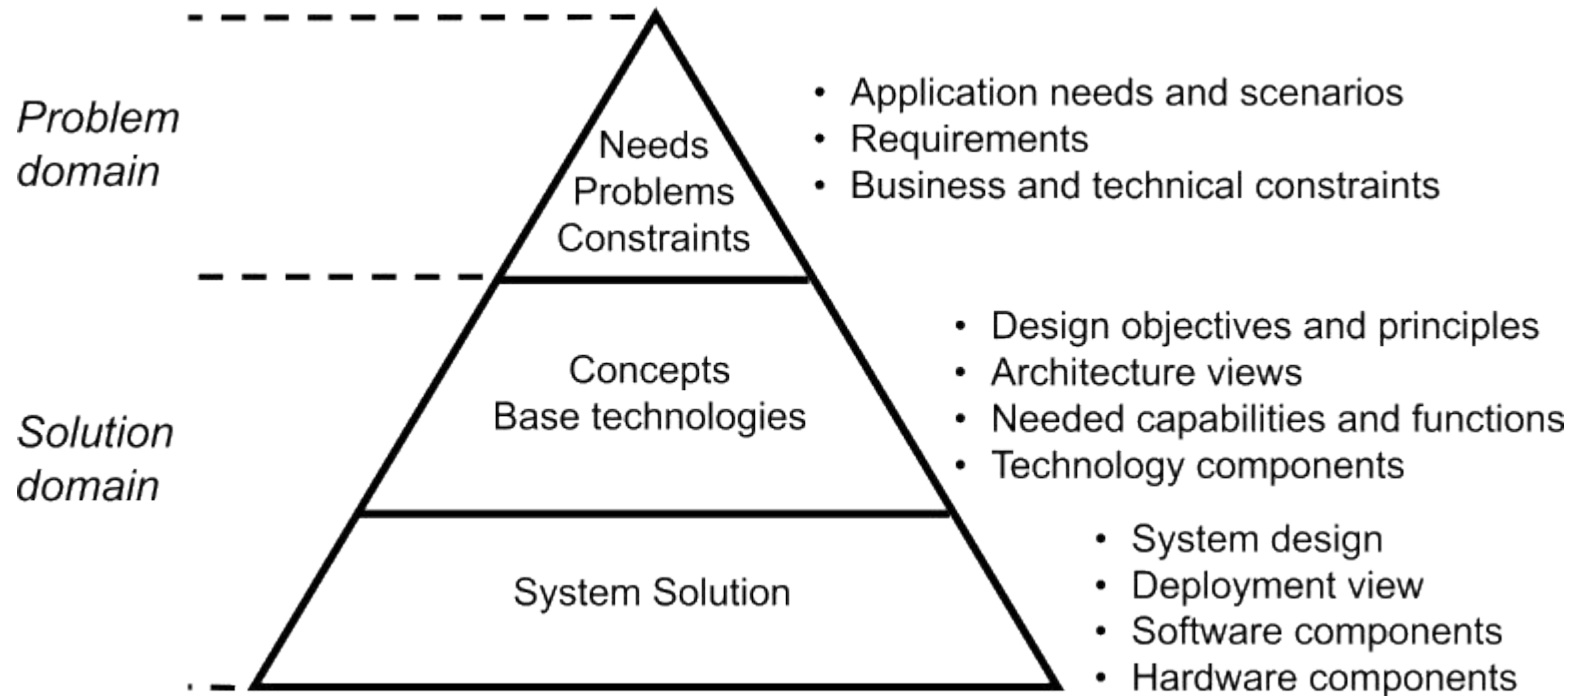 Problem
domain
Needs
Problems
Constraints
• Application needs and scenarios
• Requirements
• Business and technical constraints
Solution
domain
Concepts
Base technologies
• Design objectives and principles
• Architecture views
• Needed capabilities and functions
• Technology components
System Solution
• System design
• Deployment view
• Software components
• Hardware components